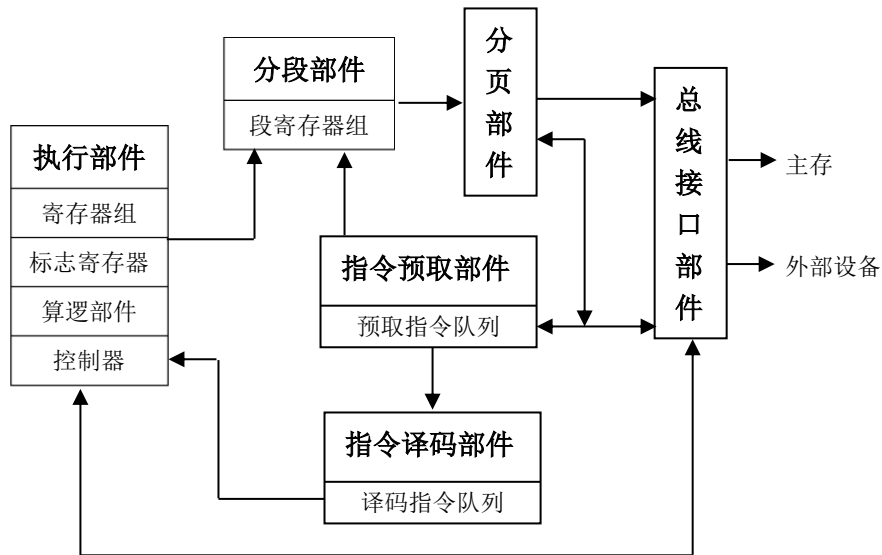 分段部件
段寄存器组
分
页
部
件
总
线
接
口
部
件
主存
外部设备
执行部件
寄存器组
标志寄存器
算逻部件
控制器
指令预取部件
预取指令队列
指令译码部件
译码指令队列